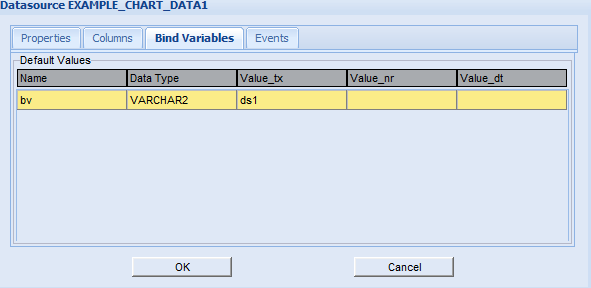 Datasource EXAMPLE_CHART_DATA1
Properties Columns Bind Variables Events
Default Values
Name Data Type Value_tx Value_nr Value_dt
bv VARCHAR2 ds1
OK Cancel